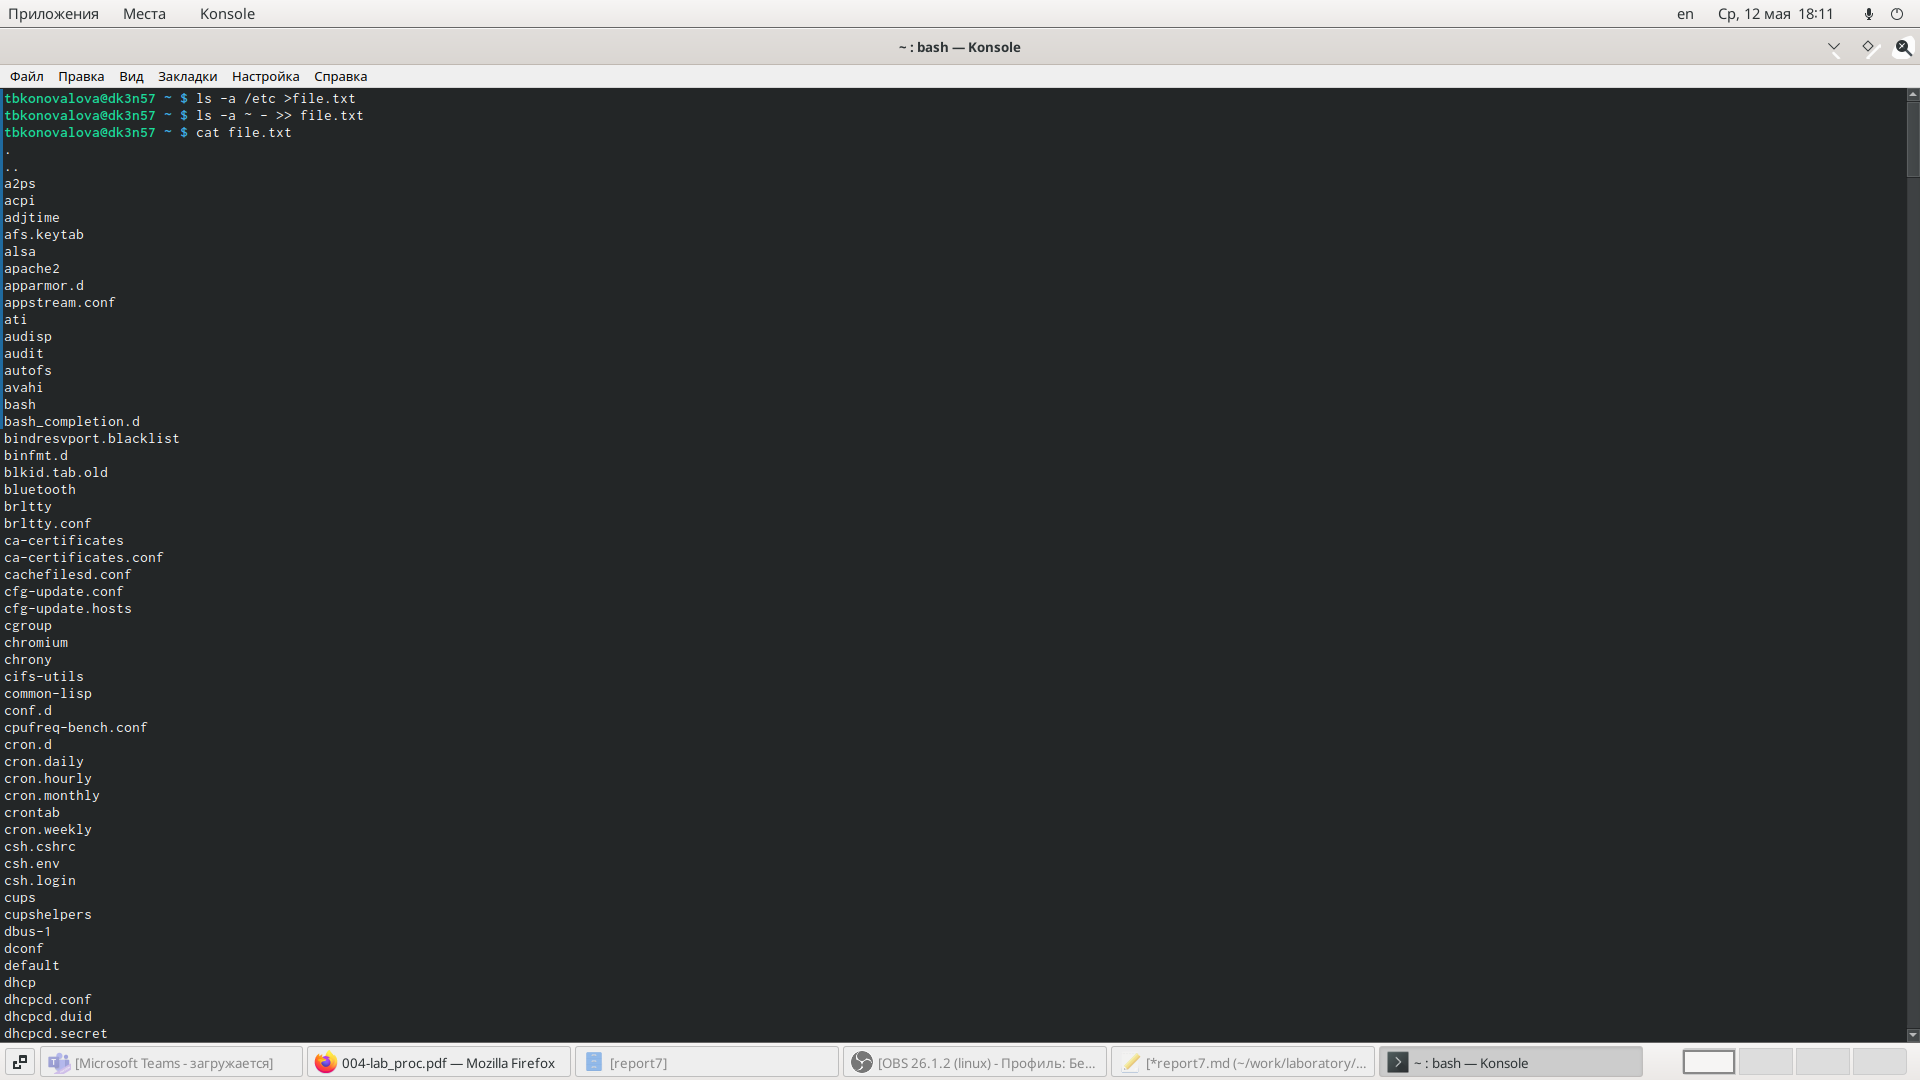 Приложения Места Konsole en Ср, 12 мая 18:11
~ : bash — Konsole
Файл Правка Вид Закладки Настройка Справка
tbkonovalova@dk3n57 ~ $ ls -a /etc >file.txt
tbkonovalova@dk3n57 ~ $ ls -a ~ - >> file.txt
tbkonovalova@dk3n57 ~ $ cat file.txt
.
..
a2ps
acpi
adjtime
afs.keytab
alsa
apache2
apparmor.d
appstream.conf
ati
audisp
audit
autofs
avahi
bash
bash_completion.d
bindresvport.blacklist
binfmt.d
blkid.tab.old
bluetooth
brltty
brltty.conf
ca-certificates
ca-certificates.conf
cachefilesd.conf
cfg-update.conf
cfg-update.hosts
cgroup
chromium
chrony
cifs-utils
common-lisp
conf.d
cpufreq-bench.conf
cron.d
cron.daily
cron.hourly
cron.monthly
crontab
cron.weekly
csh.cshrc
csh.env
csh.login
cups
cupshelpers
dbus-1
dconf
default
dhcp
dhcpcd.conf
dhcpcd.duid
dhcpcd.secret
[Microsoft Teams - загружается] 004-lab_proc.pdf — Mozilla Firefox [report7] [OBS 26.1.2 (linux) - Профиль: Бе... [*report7.md (~/work/laboratory/... ~ : bash — Konsole